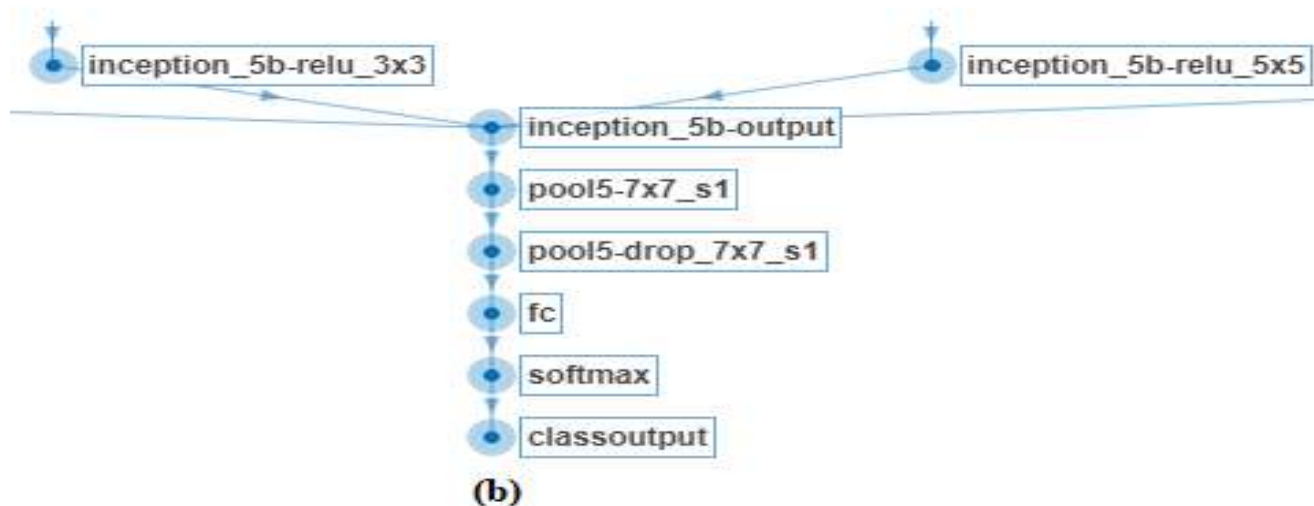 inception_5b-relu_3x3
inception_5b-relu_5x5
inception_5b-output
pool5-7x7_s1
pool5-drop_7x7_s1
fc
softmax
classoutput
(b)